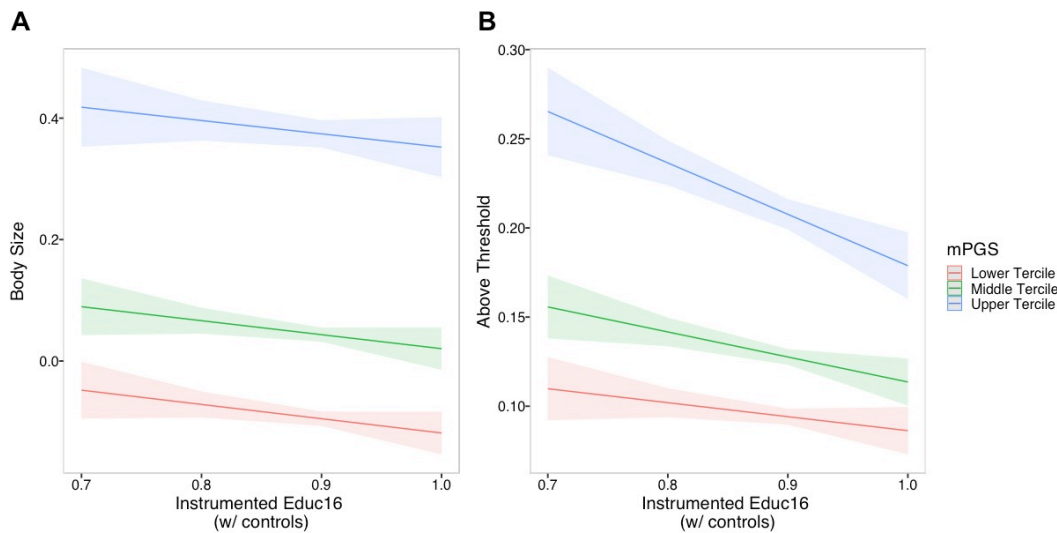 A
Body Size
0.4
0.2
0.0
0.7 0.8 0.9 1.0
Instrumented Educ16
(w/ controls)
B
Above Threshold
0.30
0.25
0.20
0.15
0.10
0.7 0.8 0.9 1.0
Instrumented Educ16
(w/ controls)
mPGS
Lower Tercile
Middle Tercile
Upper Tercile